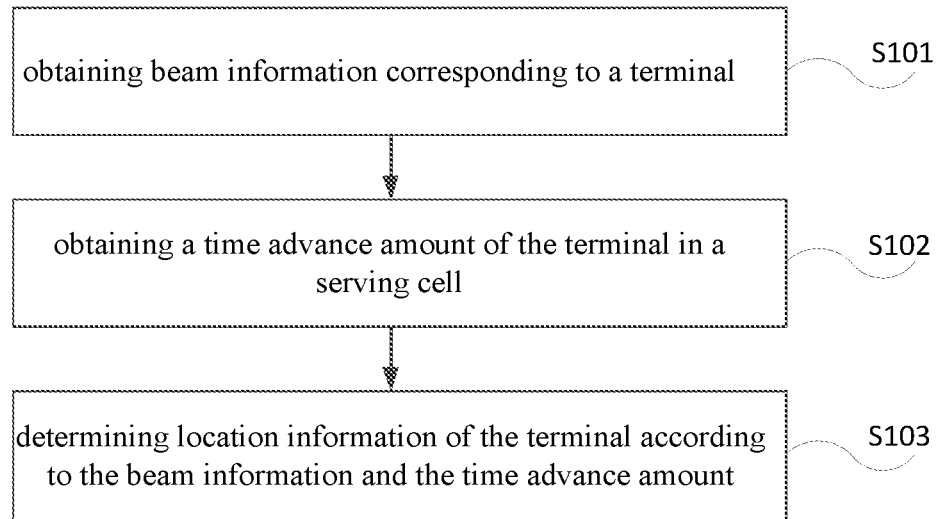 obtaining beam information corresponding to a terminal
S101
obtaining a time advance amount of the terminal in a
serving cell
S102
determining location information of the terminal according
to the beam information and the time advance amount
S103